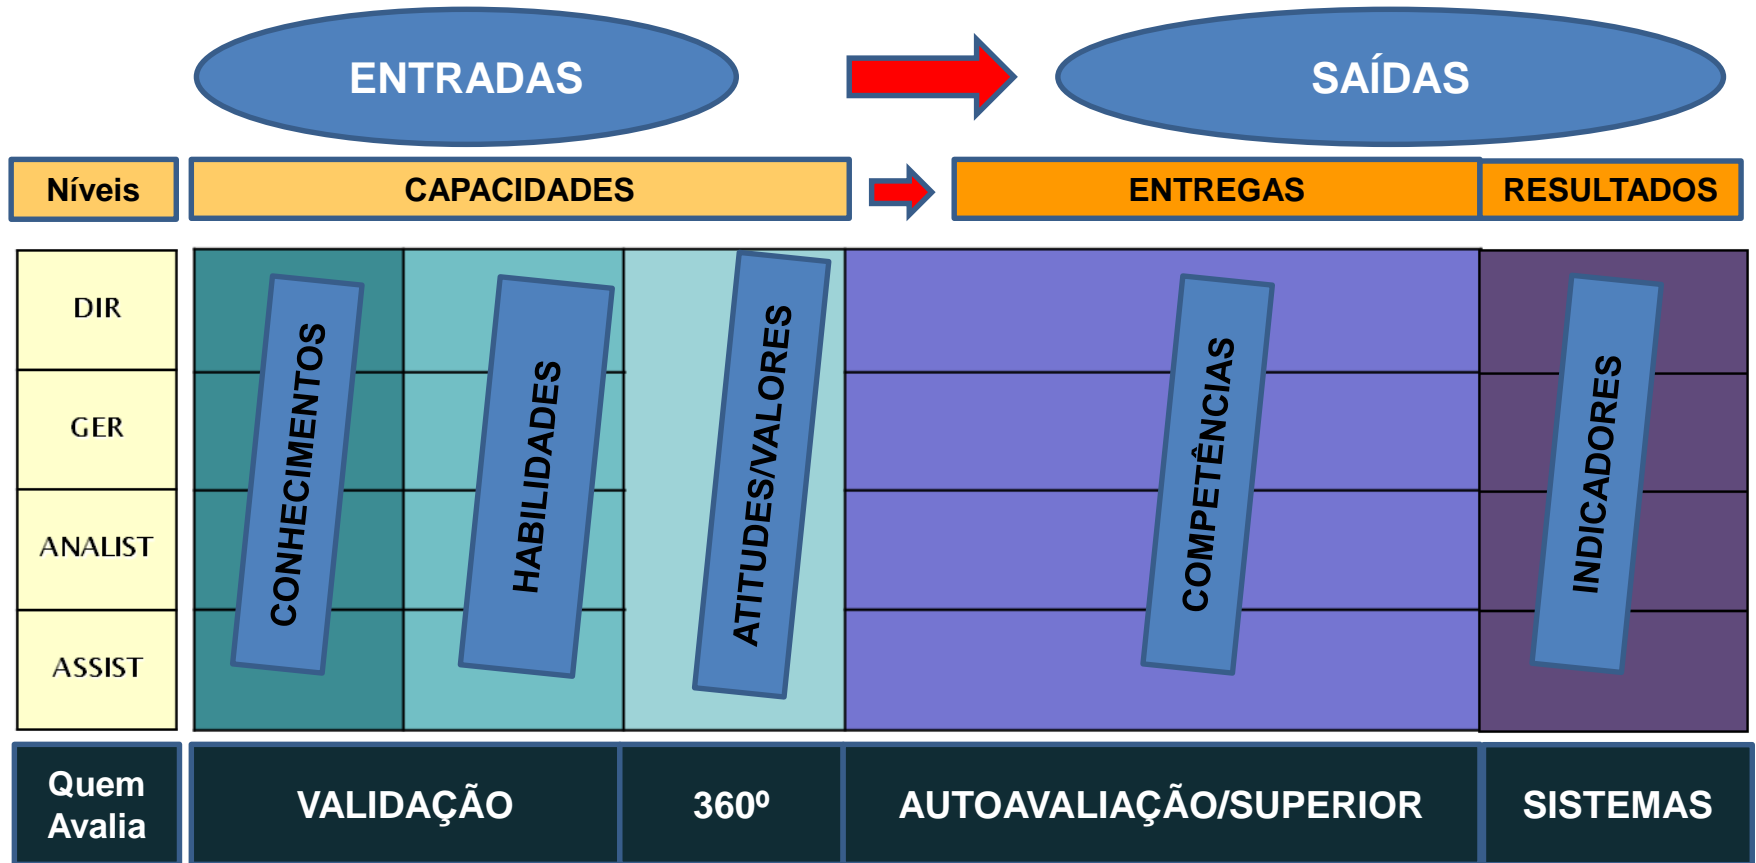 ENTRADAS
SAÍDAS
Níveis
CAPACIDADES
ENTREGAS
RESULTADOS
DIR
GER
ANALIST
ASSIST
CONHECIMENTOS
HABILIDADES
ATITUDES/VALORES
COMPETÊNCIAS
INDICADORES
Quem
Avalia
VALIDAÇÃO
360º
AUTOAVALIAÇÃO/SUPERIOR
SISTEMAS